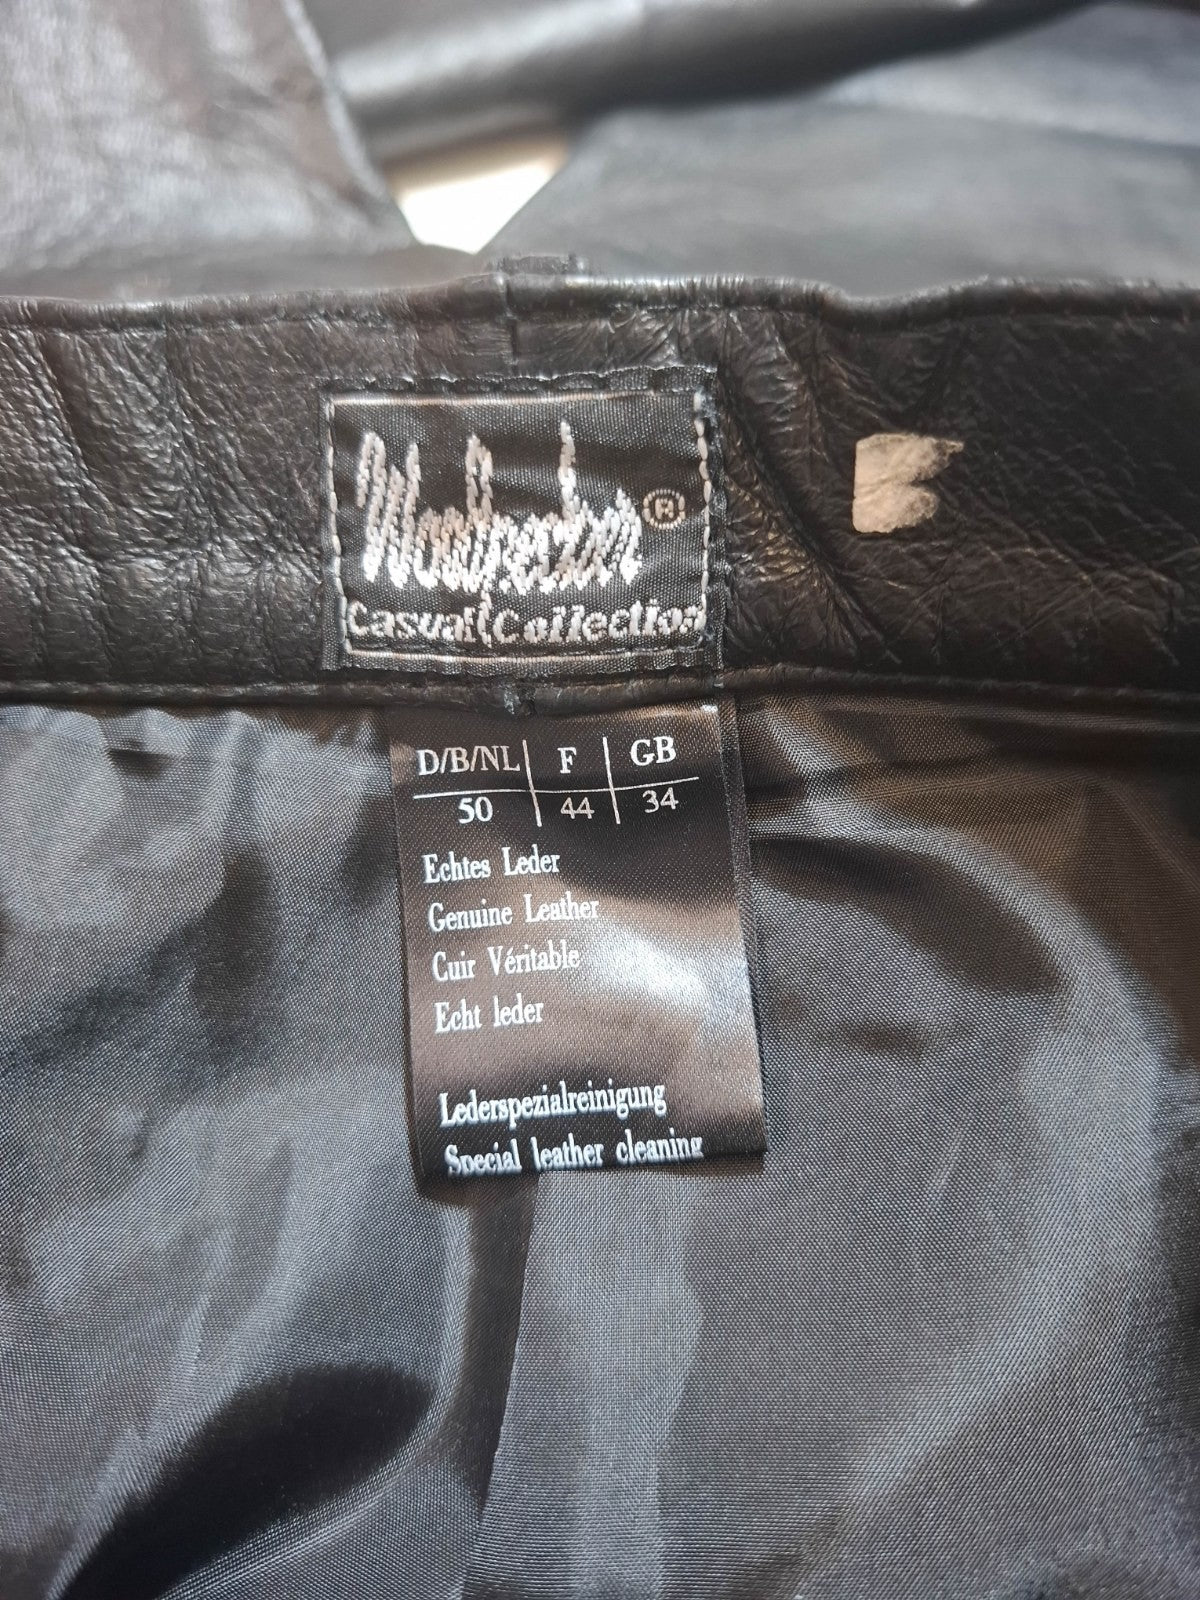 ®
Casual Collection
D/B/NL F GB
50 44 34
Echtes Leder
Genuine Leather
Cuir Véritable
Echt leder
Lederspezialreinigung
Special leather cleaning